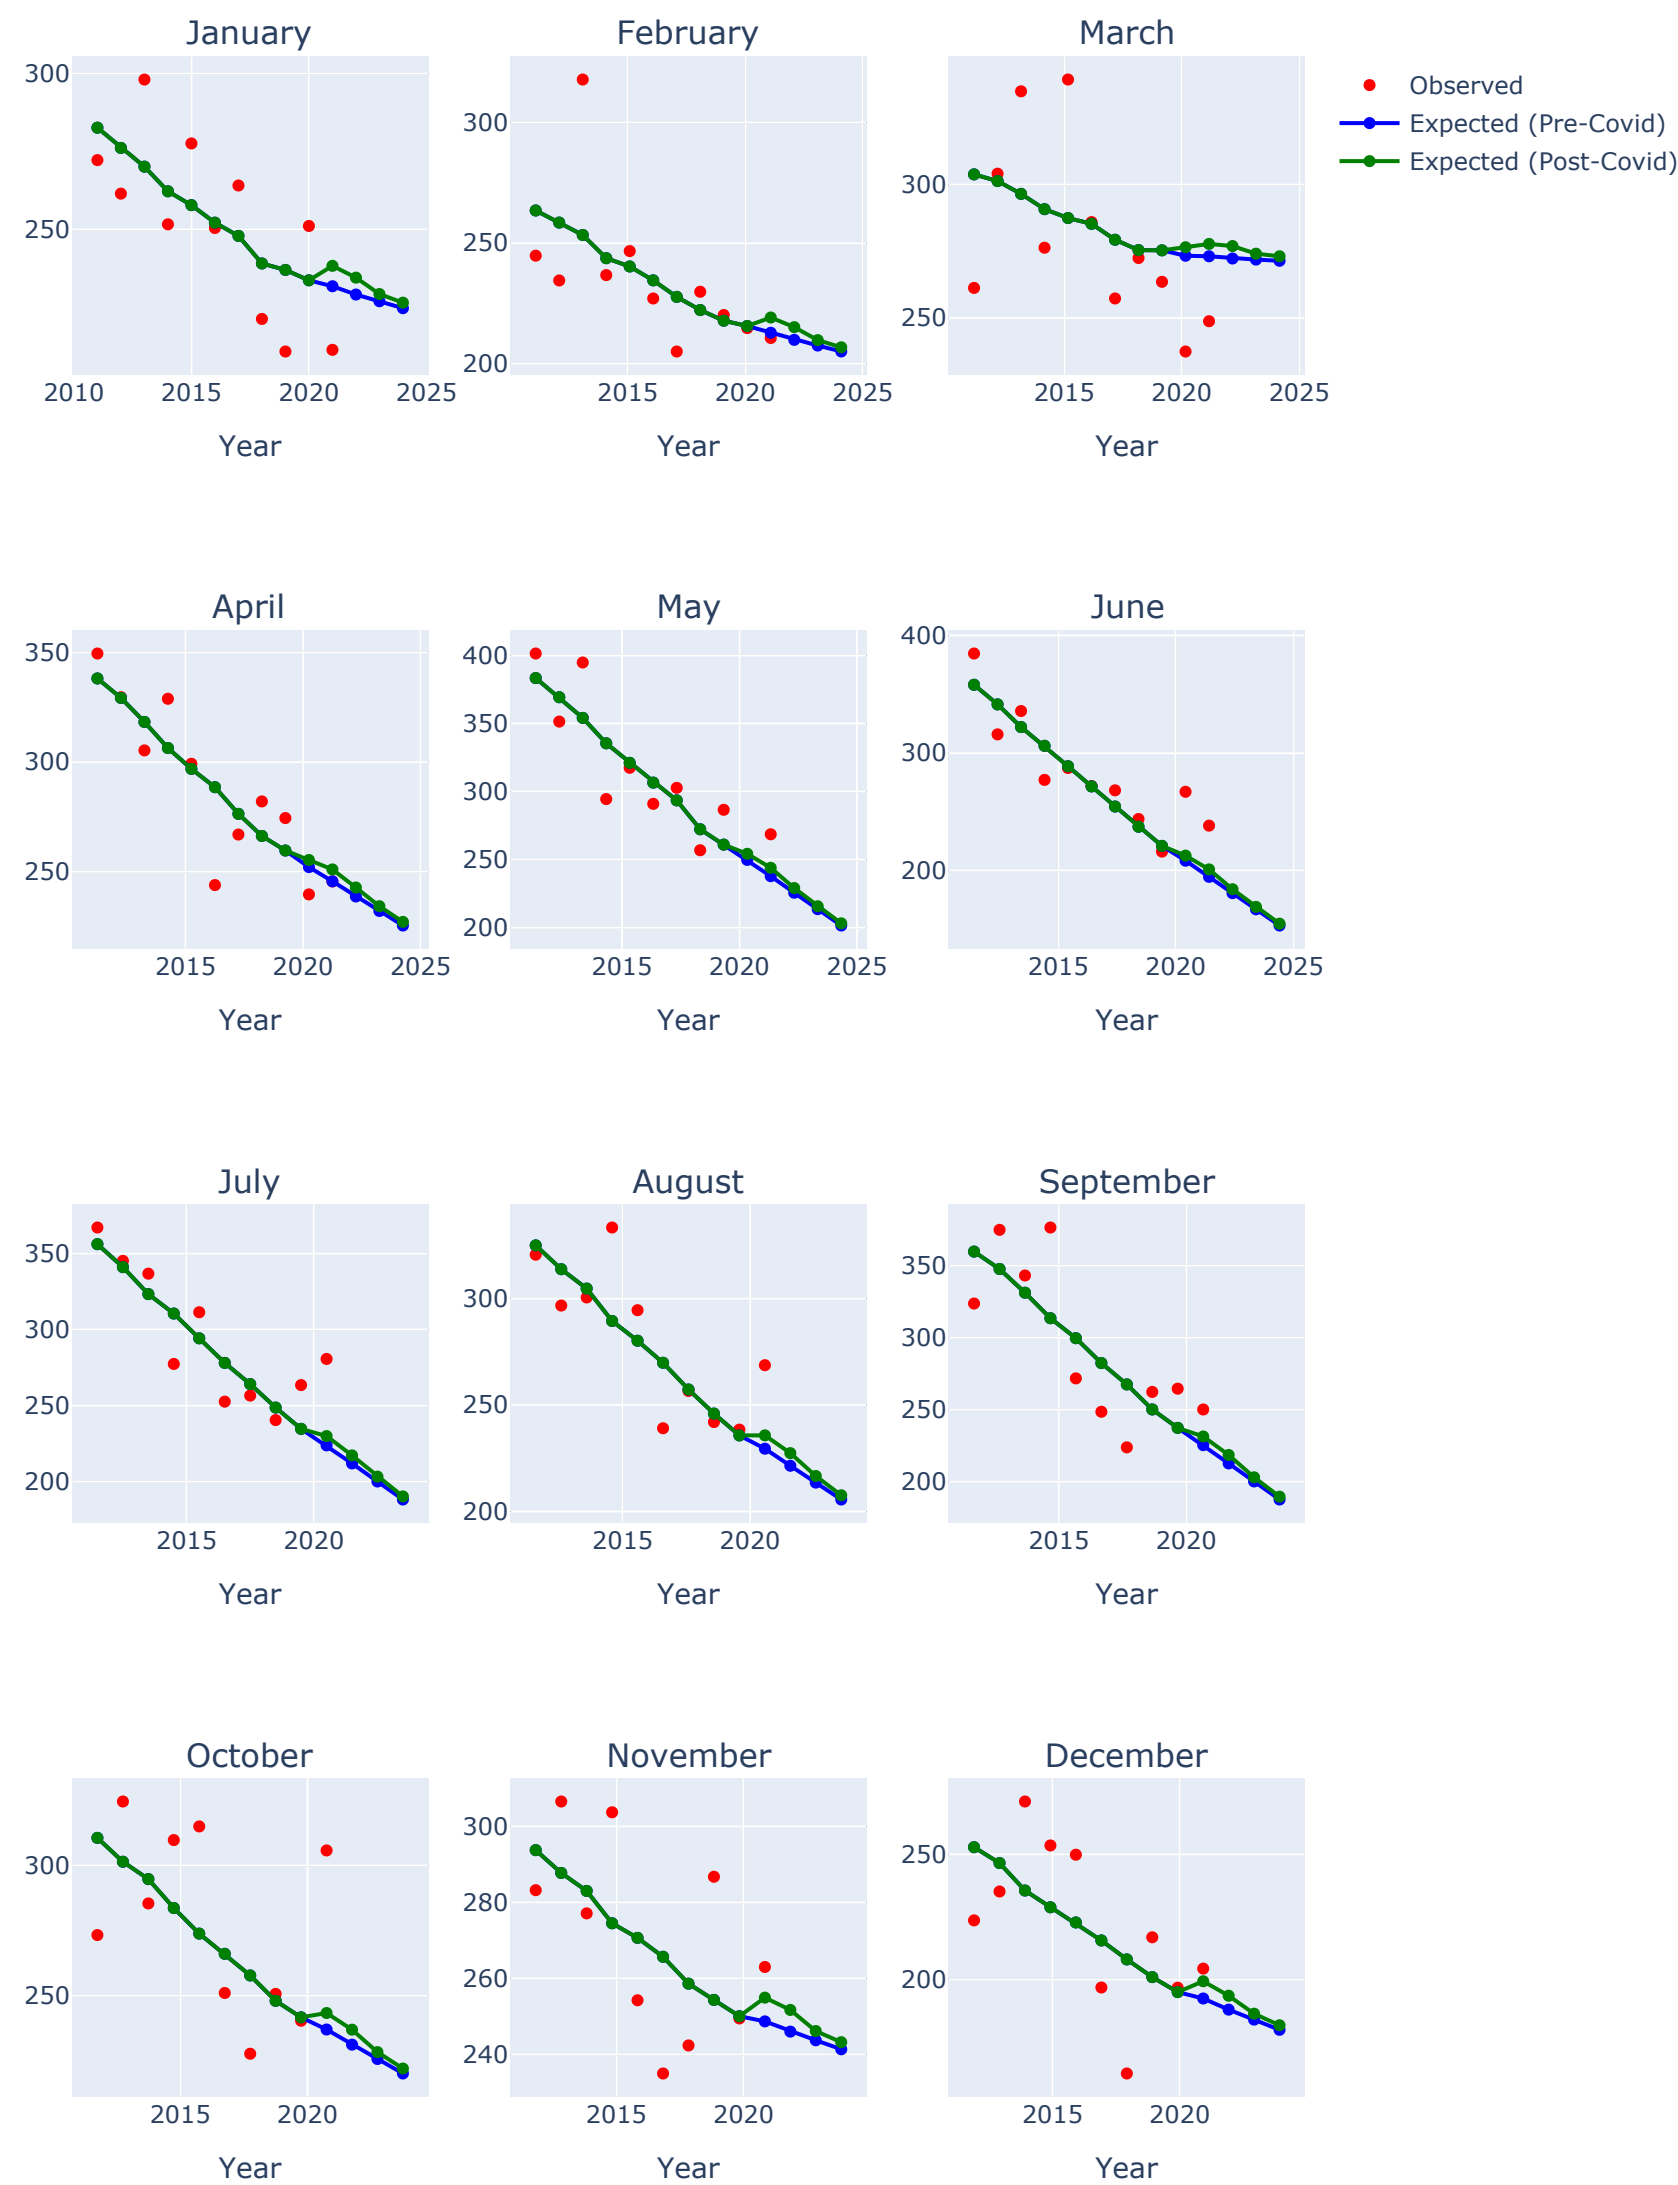 January
February
March
300
250
2010
2015
2020
2025
Year
300
250
200
2015
2020
2025
Year
300
250
2015
2020
2025
Year
Observed
Expected (Pre-Covid)
Expected (Post-Covid)
April
May
June
350
300
250
2015
2020
2025
Year
400
350
300
250
200
2015
2020
2025
Year
400
300
200
2015
2020
2025
Year
July
August
September
350
300
250
200
2015
2020
Year
300
250
200
2015
2020
Year
350
300
250
200
2015
2020
Year
October
November
December
300
250
2015
2020
Year
300
280
260
240
2015
2020
Year
250
200
2015
2020
Year